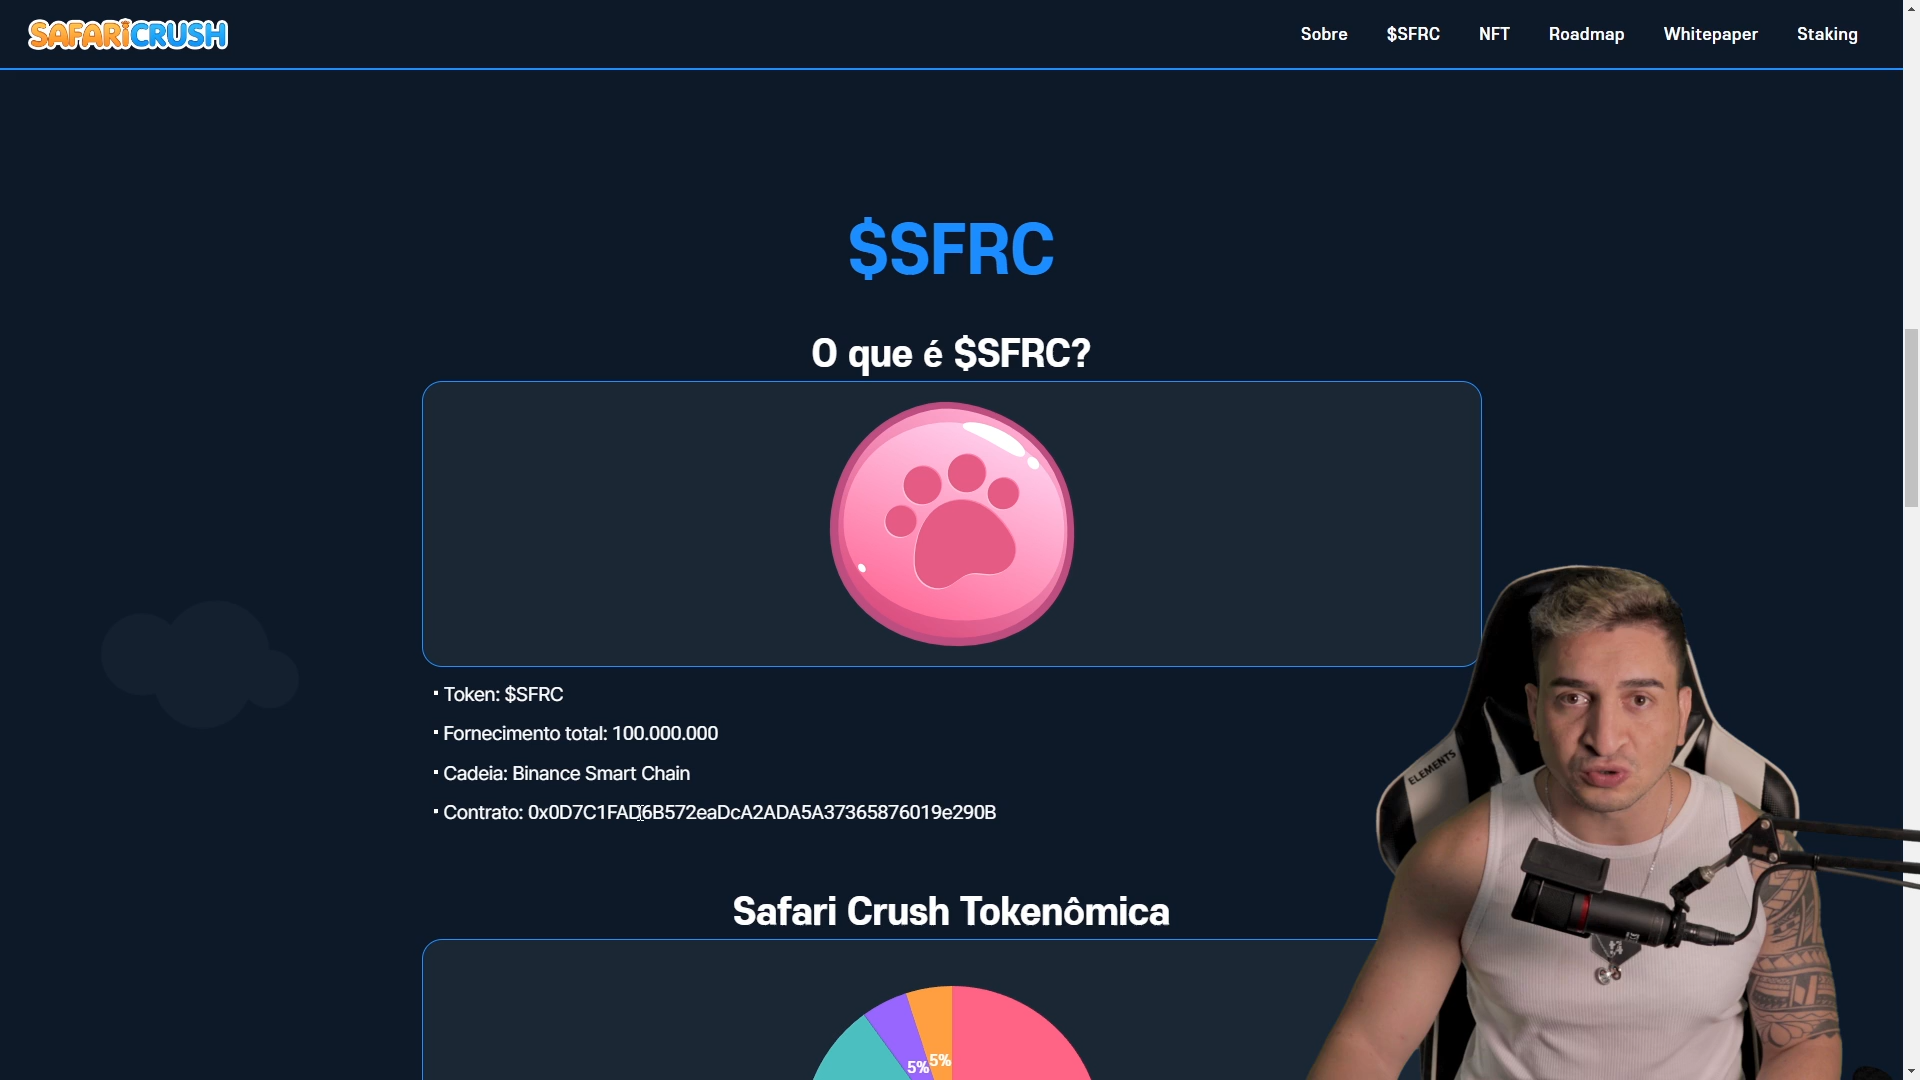 SAFARICRUSH
Sobre $SFRC NFT Roadmap Whitepaper Staking
$SFRC
O que é $SFRC?
▪ Token: $SFRC
▪ Fornecimento total: 100.000.000
▪ Cadeia: Binance Smart Chain
▪ Contrato: 0x0D7C1FAD6B572eaDcA2ADA5A37365876019e290B
ELEMENTS
Safari Crush Tokenômica
5% 5%